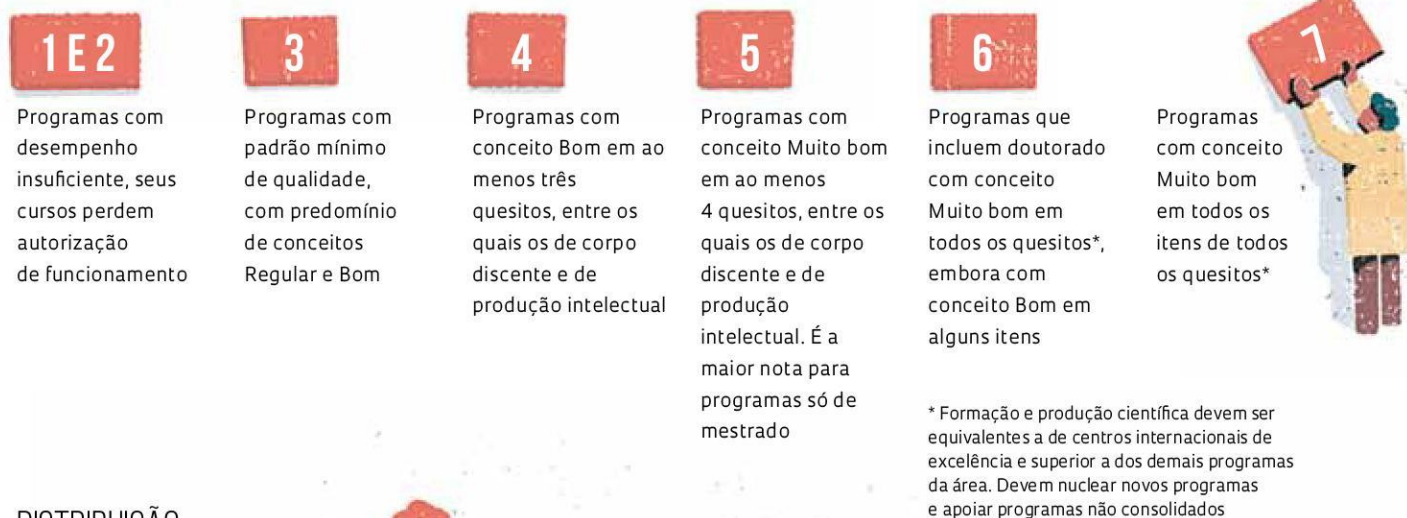 1 E 2
Programas com
desempenho
insuficiente, seus
cursos perdem
autorização
de funcionamento
3
Programas com
padrão mínimo
de qualidade,
com predomínio
de conceitos
Regular e Bom
4
Programas com
conceito Bom em ao
menos três
quesitos, entre os
quais os de corpo
discente e de
produção intelectual
5
Programas com
conceito Muito bom
em ao menos
4 quesitos, entre os
quais os de corpo
discente e de
produção
intelectual. É a
maior nota para
programas só de
mestrado
6
Programas que
incluem doutorado
com conceito
Muito bom em
todos os quesitos*,
embora com
conceito Bom em
alguns itens
7
Programas
com conceito
Muito bom
em todos os
itens de todos
os quesitos*
* Formação e produção científica devem ser
equivalentes a de centros internacionais de
excelência e superior a dos demais programas
da área. Devem nuclear novos programas
e apoiar programas não consolidados